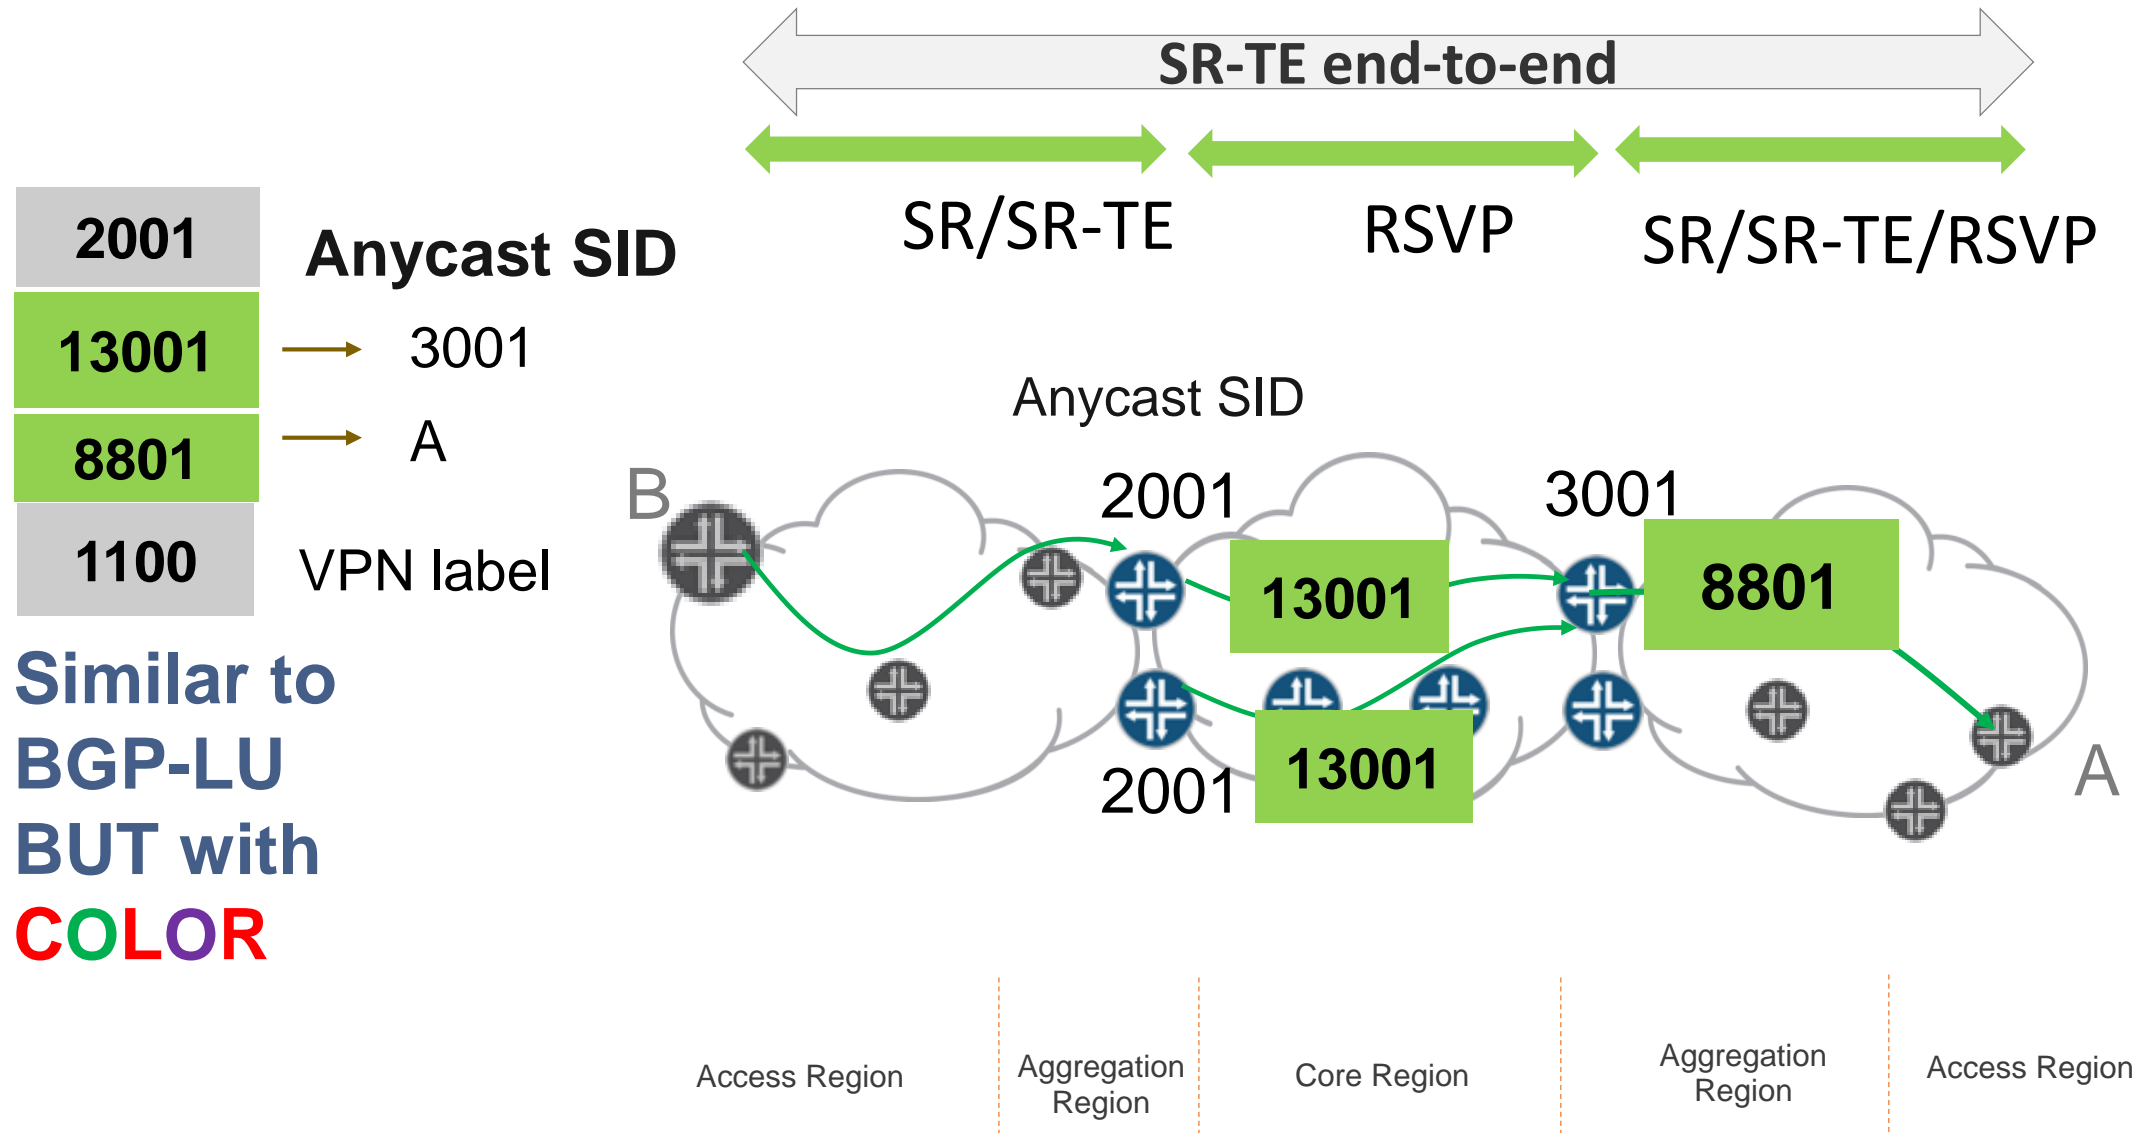 SR-TE end-to-end
SR/SR-TE
RSVP
SR/SR-TE/RSVP
2001
Anycast SID
13001
3001
8801
A
1100
VPN label
Similar to
BGP-LU
BUT with
COLOR
Anycast SID
B
2001
3001
13001
8801
13001
2001
A
Access Region
Aggregation
Region
Core Region
Aggregation
Region
Access Region